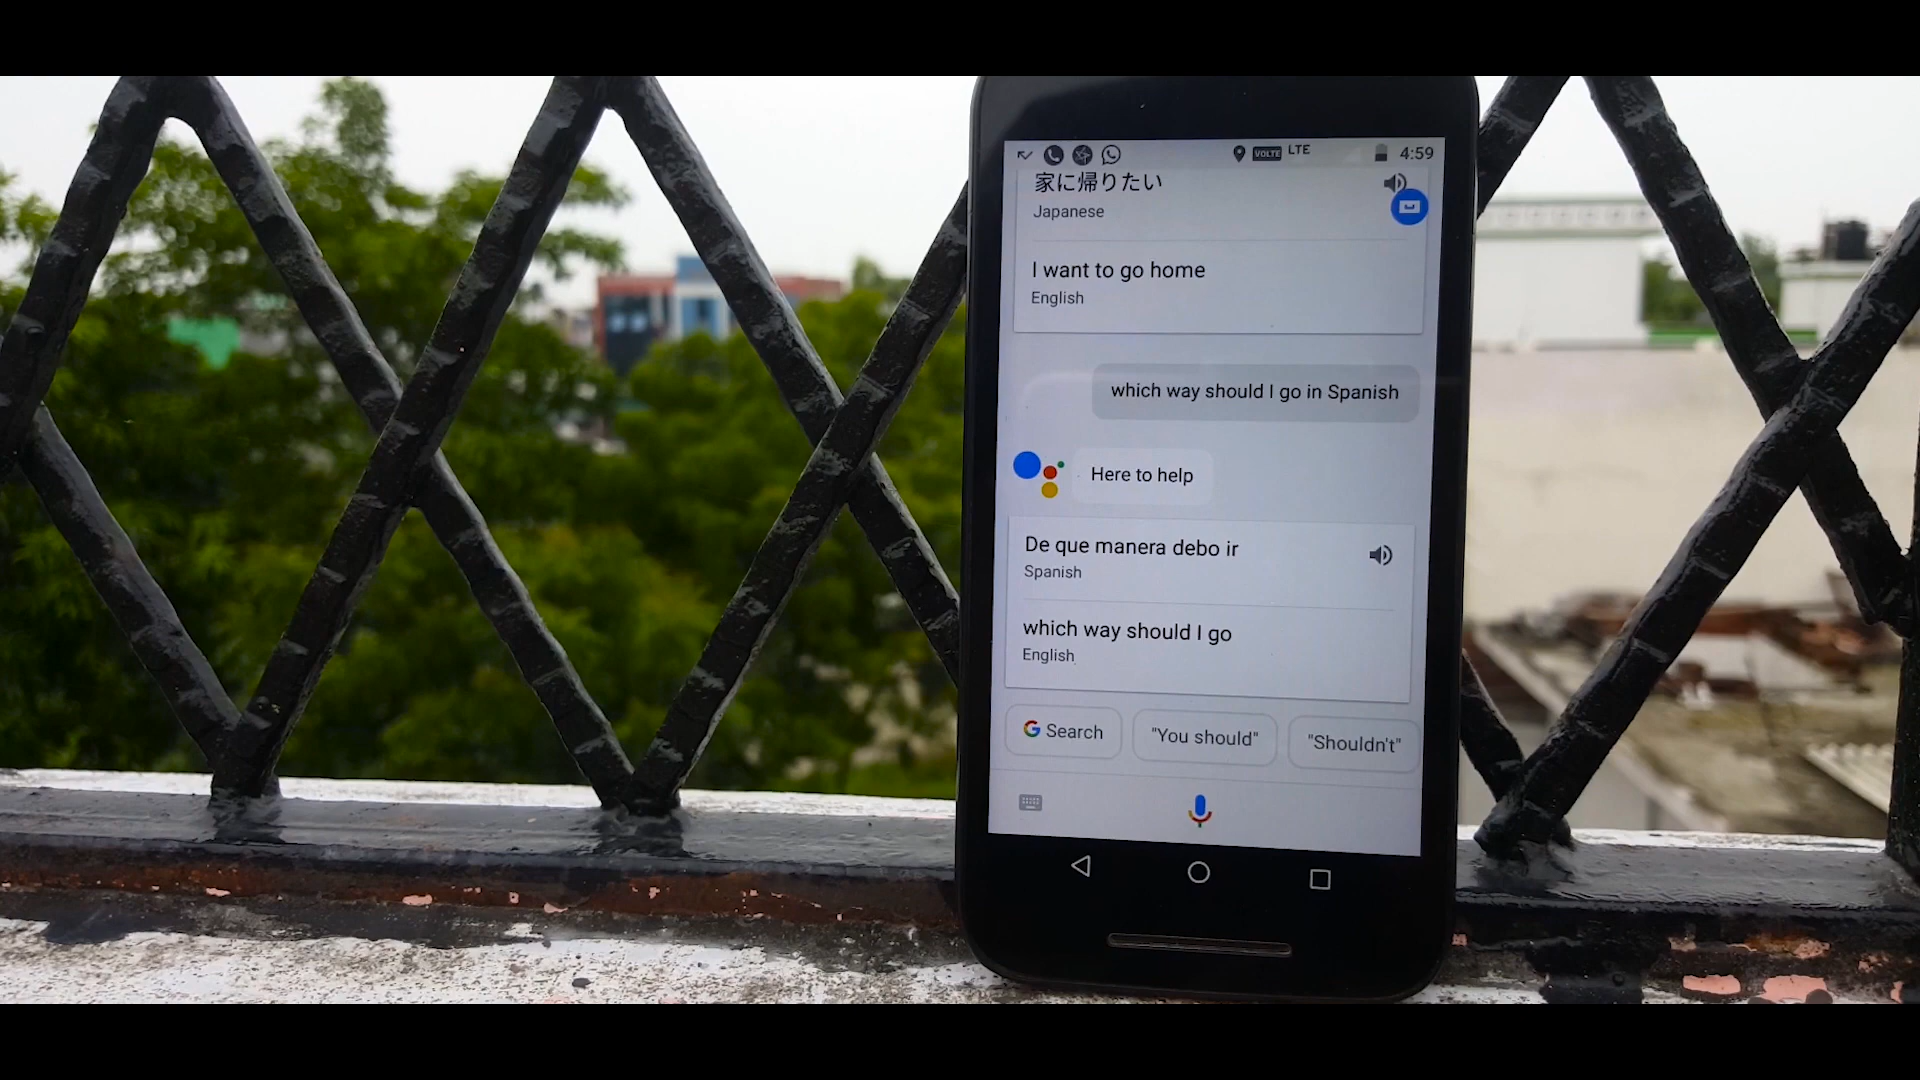 VOLTE LTE 4:59
家に帰りたい
Japanese
I want to go home
English
which way should I go in Spanish
Here to help
De que manera debo ir
Spanish
which way should I go
English
G Search "You should" "Shouldn't"